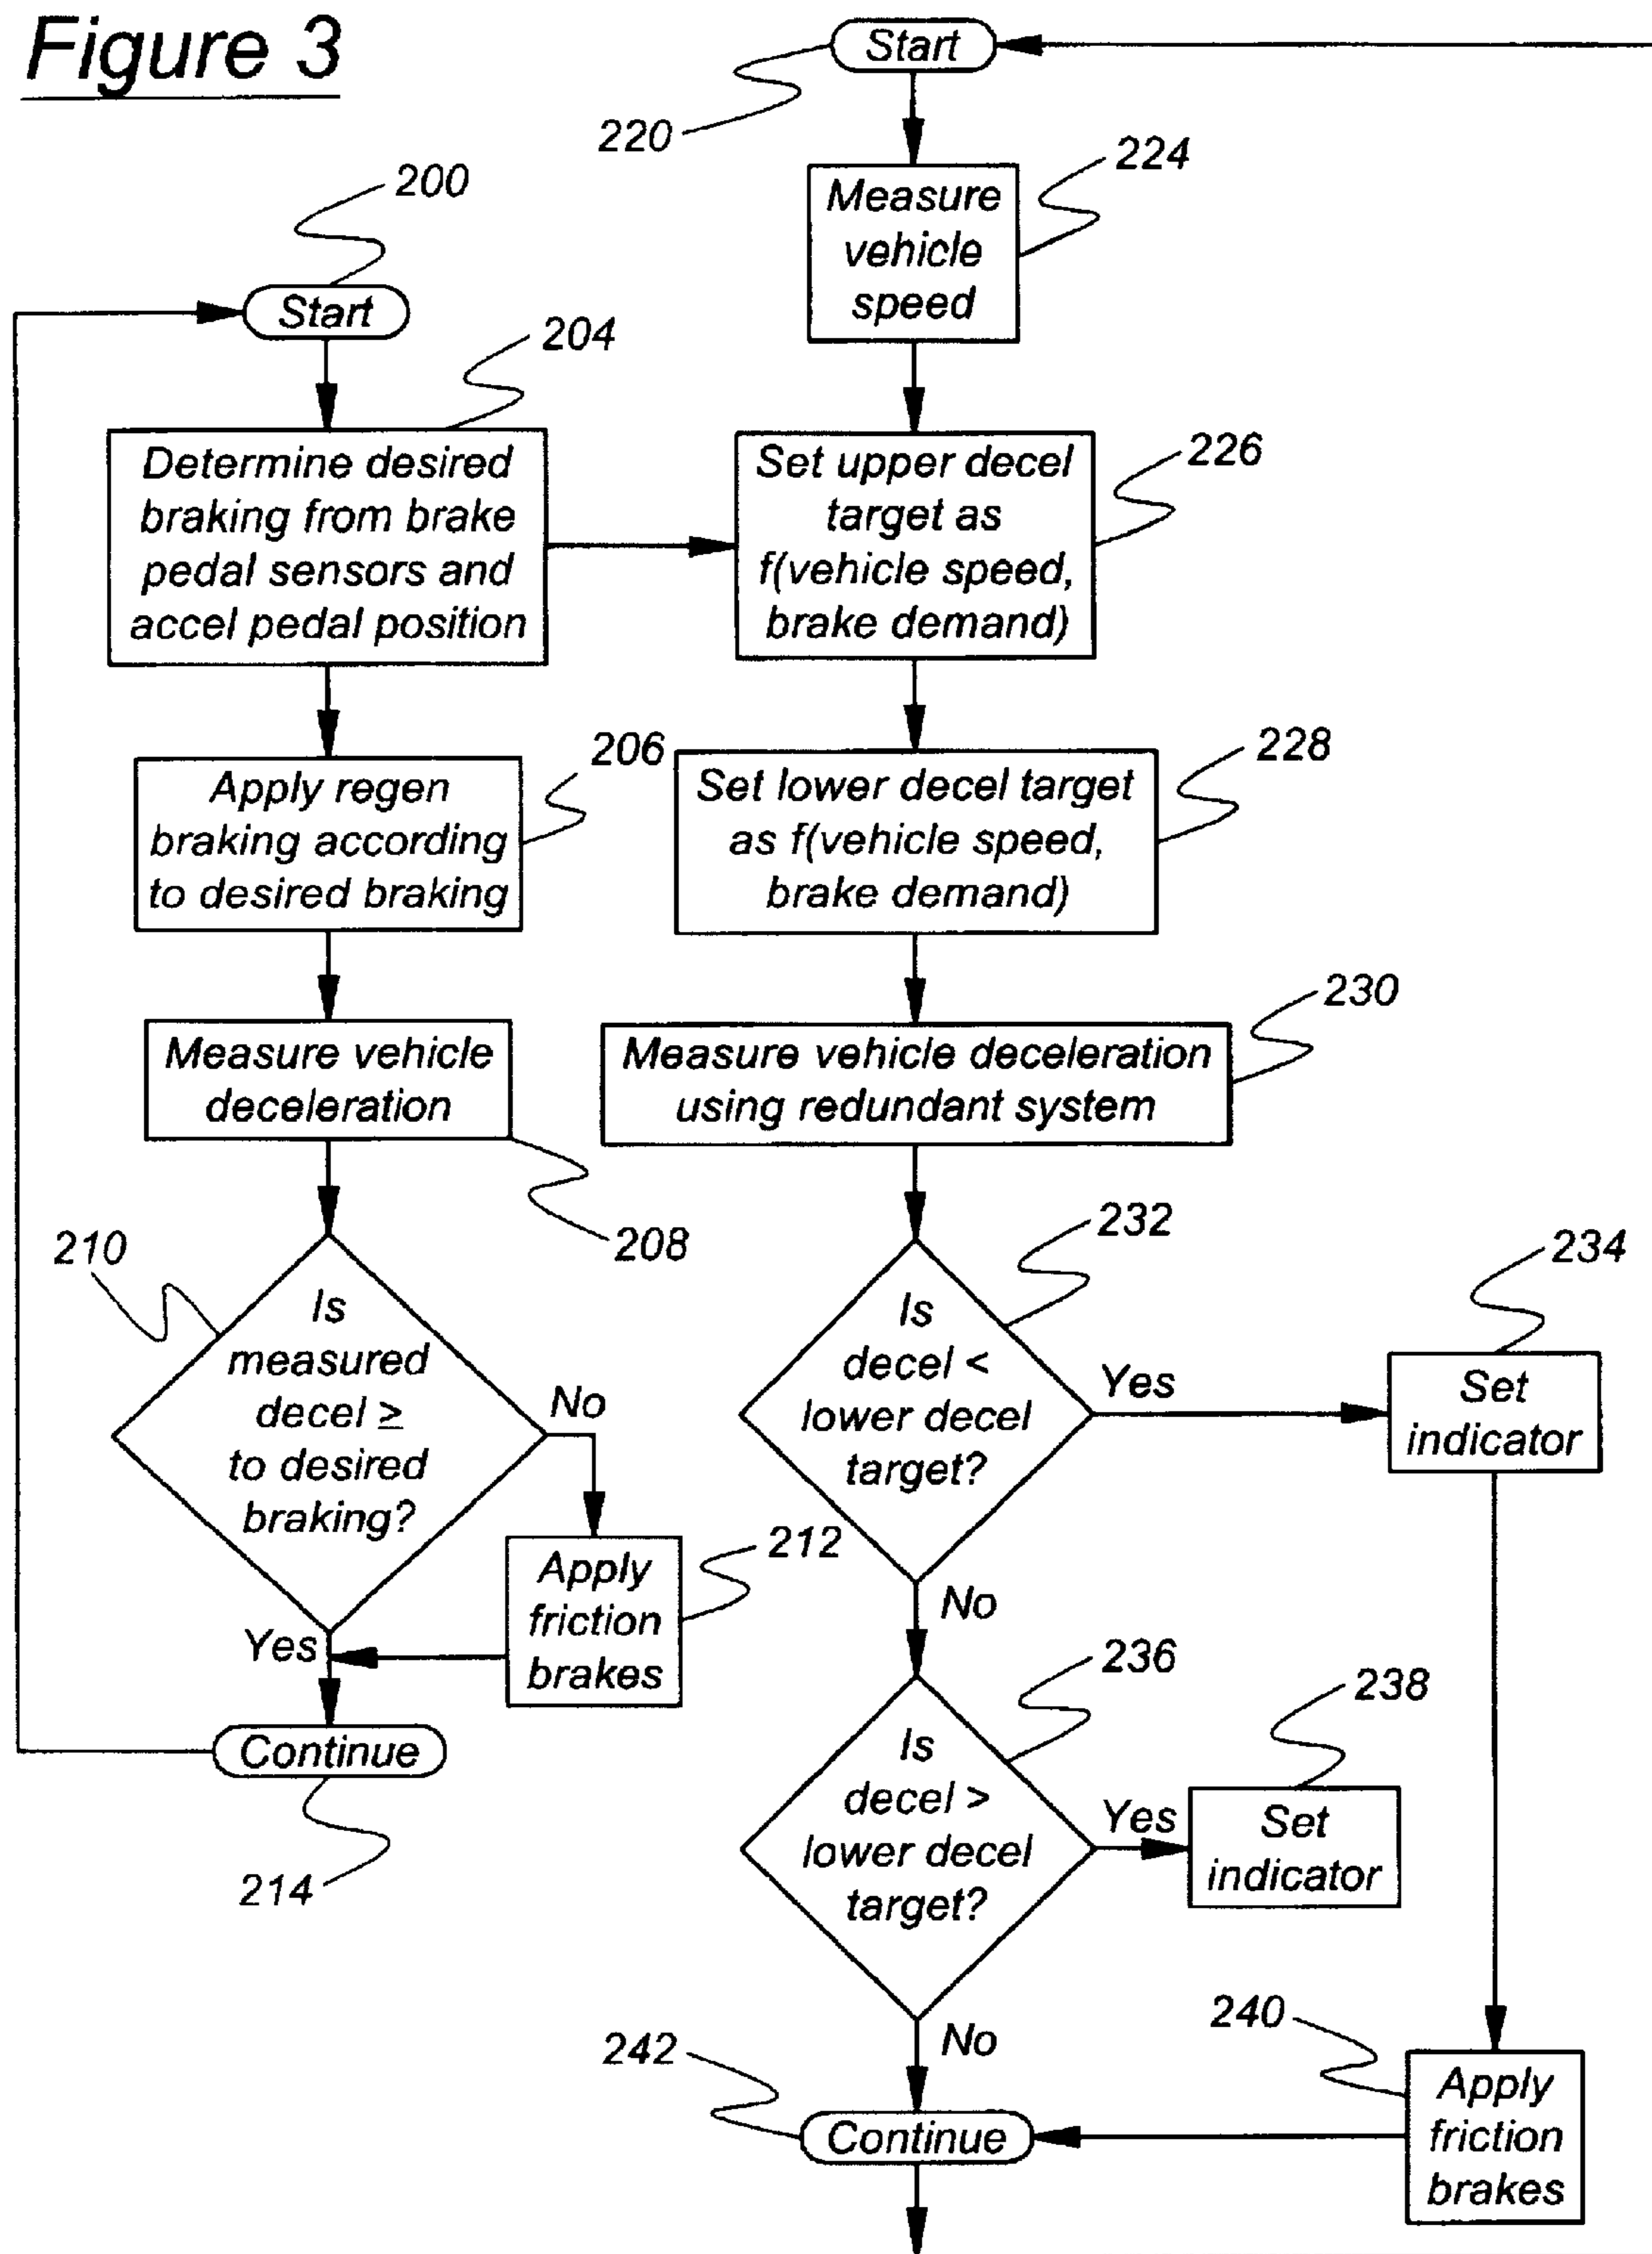 Figure 3
200
Start
204
Determine desired
braking from brake
pedal sensors and
accel pedal position
206
Apply regen
braking according
to desired braking
Measure vehicle
deceleration
208
210
Is
measured
decel ≥
to desired
braking?
No
212
Apply
friction
brakes
Yes
Continue
214
Start
220
224
Measure
vehicle
speed
226
Set upper decel
target as
f(vehicle speed,
brake demand)
228
Set lower decel target
as f(vehicle speed,
brake demand)
230
Measure vehicle deceleration
using redundant system
232
Is
decel <
lower decel
target?
Yes
234
Set
indicator
No
236
Is
decel >
lower decel
target?
Yes
238
Set
indicator
No
240
Apply
friction
brakes
242
Continue